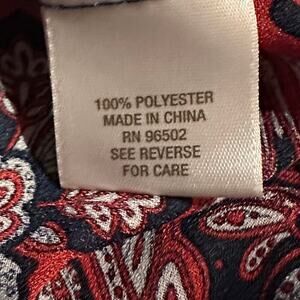 100% POLYESTER
MADE IN CHINA
RN 96502
SEE REVERSE
FOR CARE